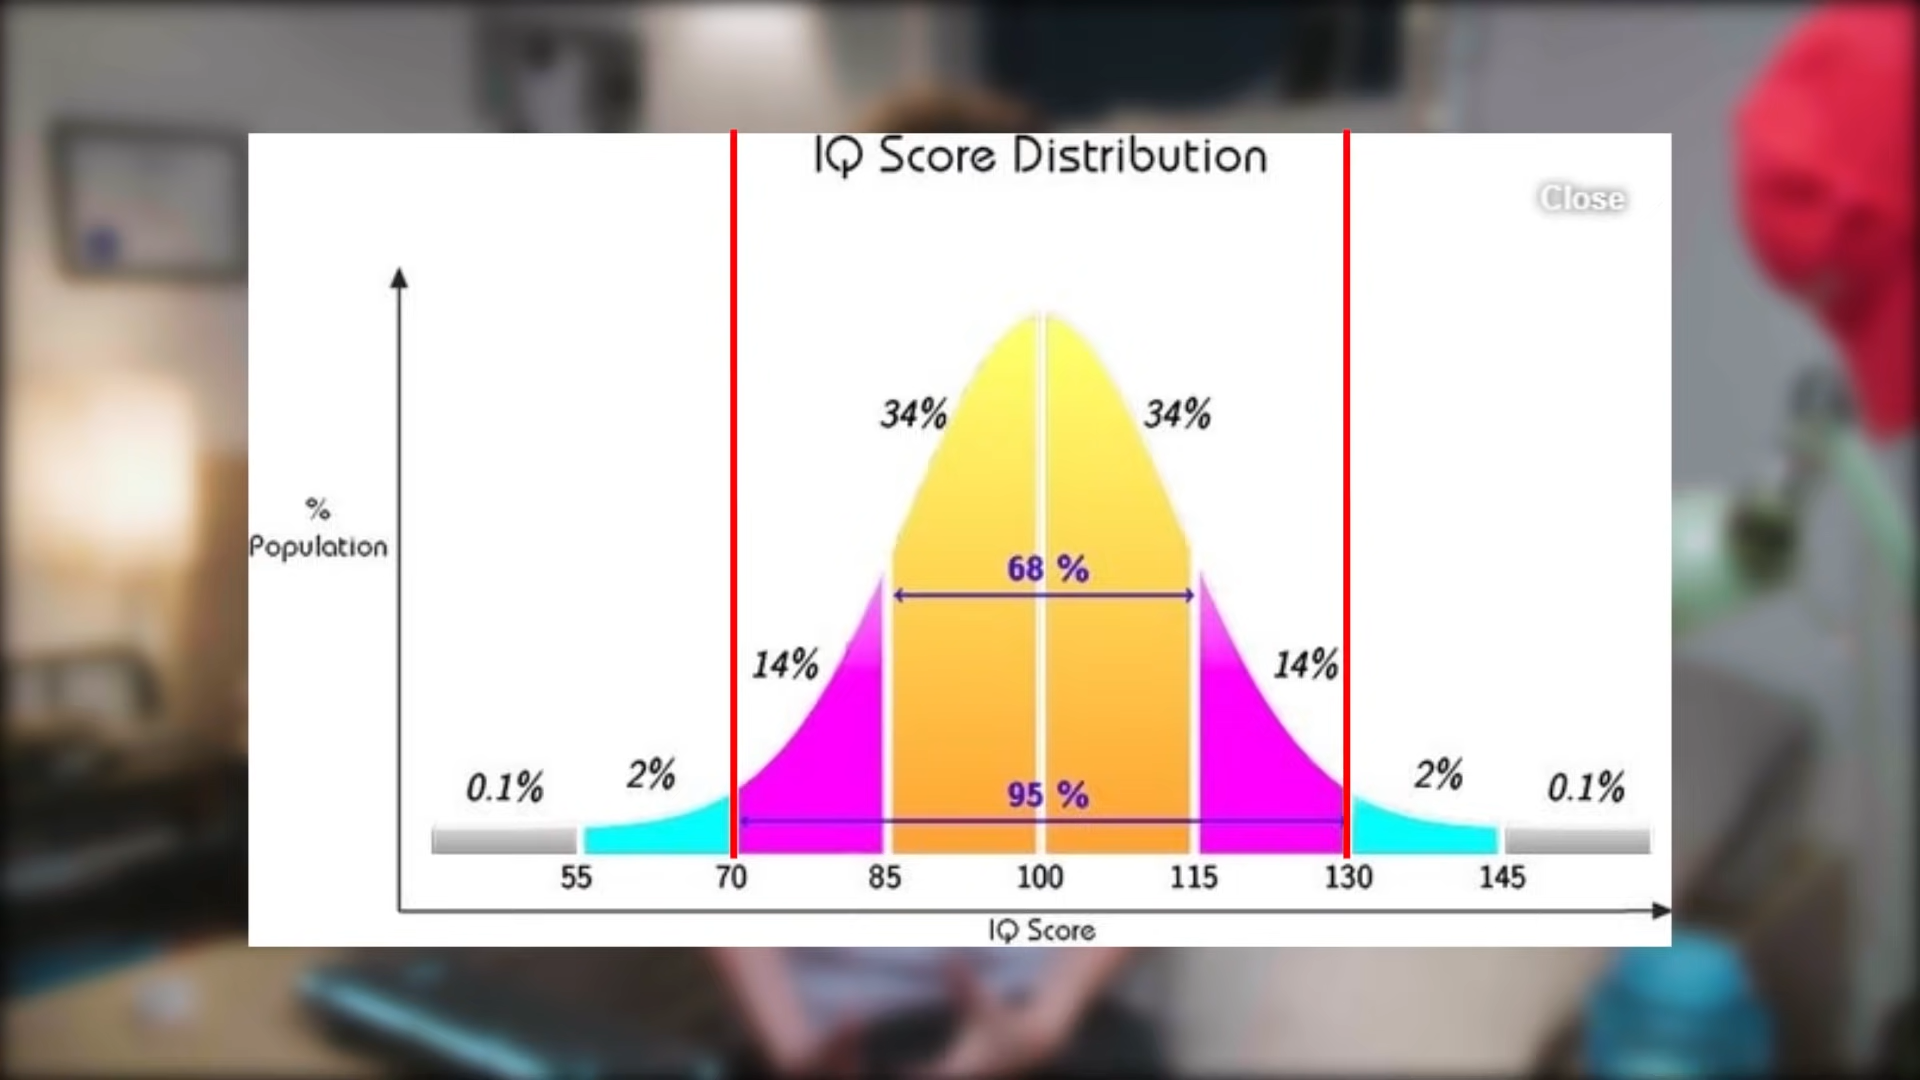 IQ Score Distribution
Close
34%
34%
%
Population
68 %
14%
14%
0.1%
2%
95 %
2%
0.1%
55 70 85 100 115 130 145
IQ Score